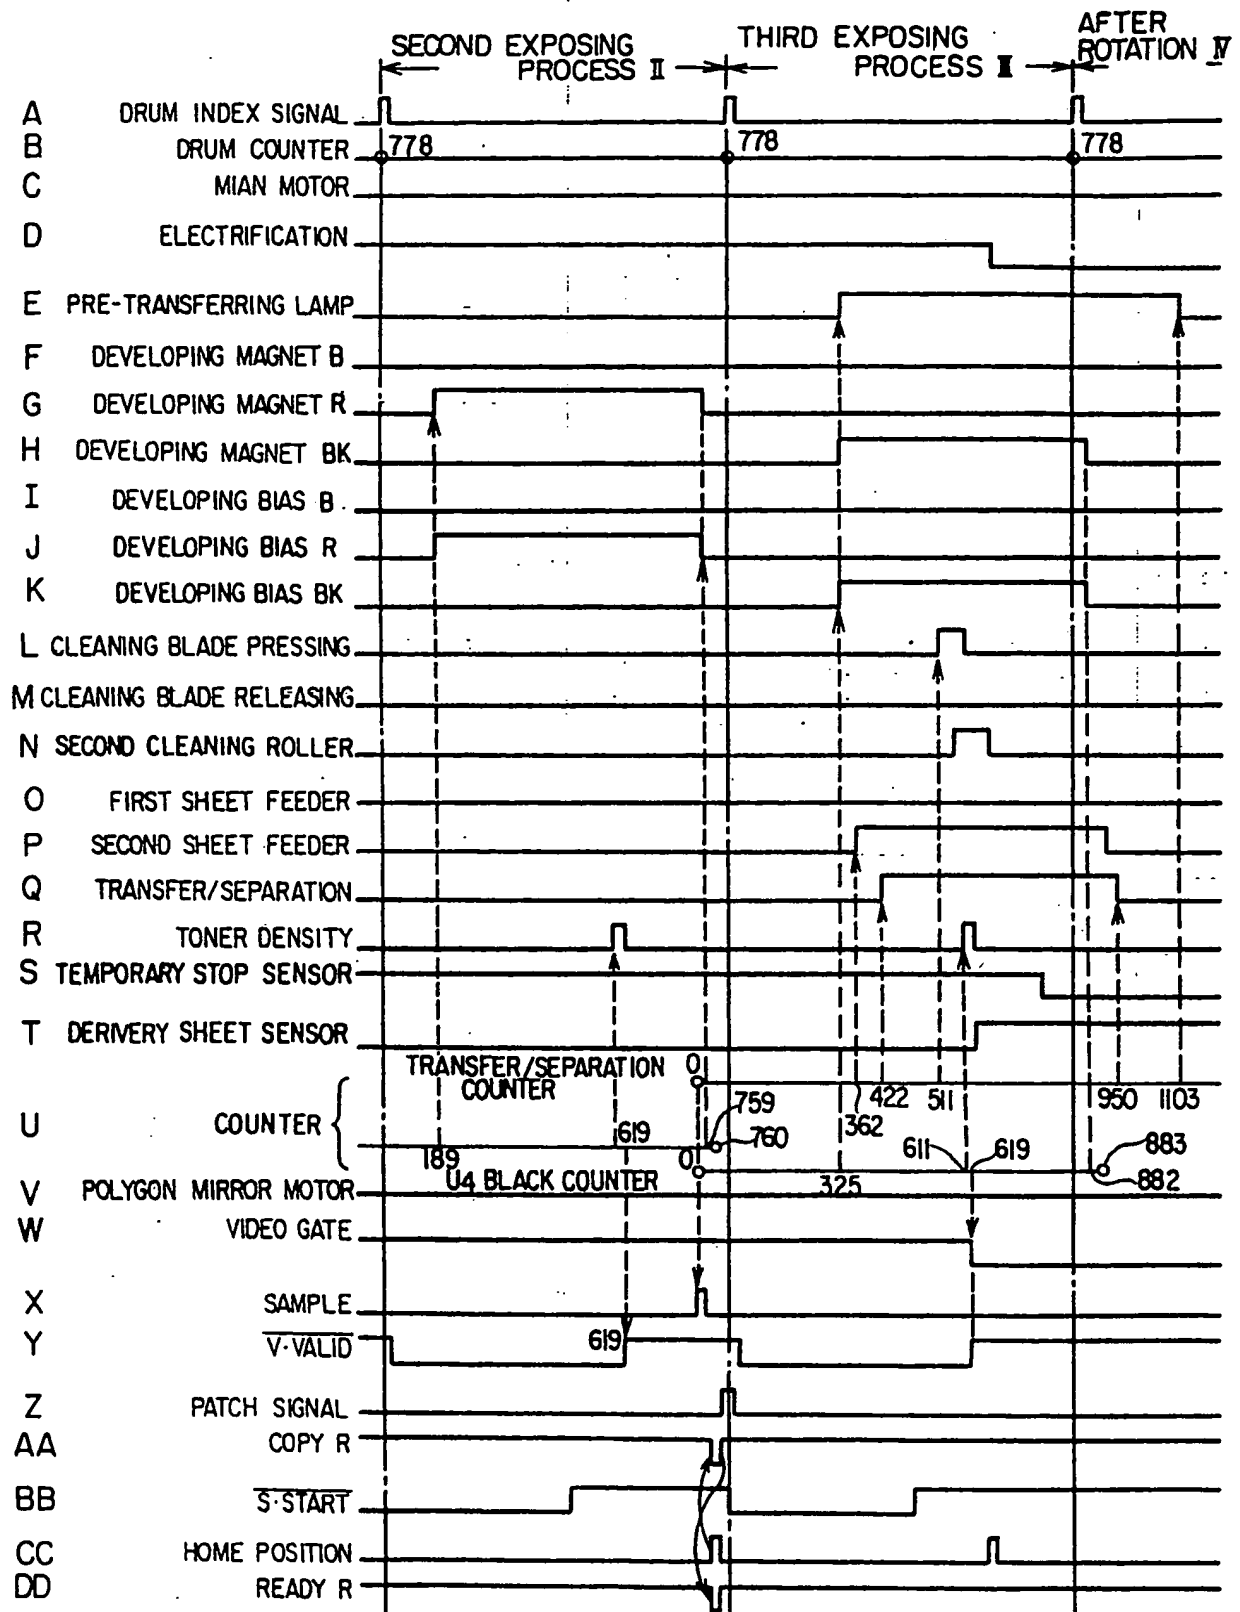 SECOND EXPOSING PROCESS II
THIRD EXPOSING PROCESS III
AFTER ROTATION IV
A DRUM INDEX SIGNAL
B DRUM COUNTER 778 778 778
C MIAN MOTOR
D ELECTRIFICATION
E PRE-TRANSFERRING LAMP
F DEVELOPING MAGNET B
G DEVELOPING MAGNET R
H DEVELOPING MAGNET BK
I DEVELOPING BIAS B
J DEVELOPING BIAS R
K DEVELOPING BIAS BK
L CLEANING BLADE PRESSING
M CLEANING BLADE RELEASING
N SECOND CLEANING ROLLER
O FIRST SHEET FEEDER
P SECOND SHEET FEEDER
Q TRANSFER/SEPARATION
R TONER DENSITY
S TEMPORARY STOP SENSOR
T DERIVERY SHEET SENSOR
TRANSFER/SEPARATION COUNTER 0
362 422 511 950 1103
U COUNTER
189 619 759 760
U4 BLACK COUNTER 0 325 611 619 883 882
V POLYGON MIRROR MOTOR
W VIDEO GATE
X SAMPLE
Y V·VALID 619
Z PATCH SIGNAL
AA COPY R
BB S·START
CC HOME POSITION
DD READY R